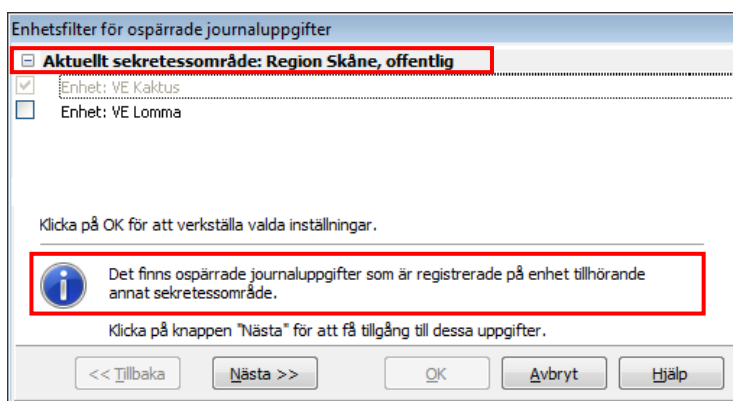 Enhetsfilter för ospärrade journaluppgifter
Aktuellt sekretessområde: Region Skåne, offentlig
Enhet: VE Kaktus
Enhet: VE Lomma
Klicka på OK för att verkställa valda inställningar.
Det finns ospärrade journaluppgifter som är registrerade på enhet tillhörande
annat sekretessområde.
Klicka på knappen "Nästa" för att få tillgång till dessa uppgifter.
<< Tillbaka Nästa >> OK Avbryt Hjälp